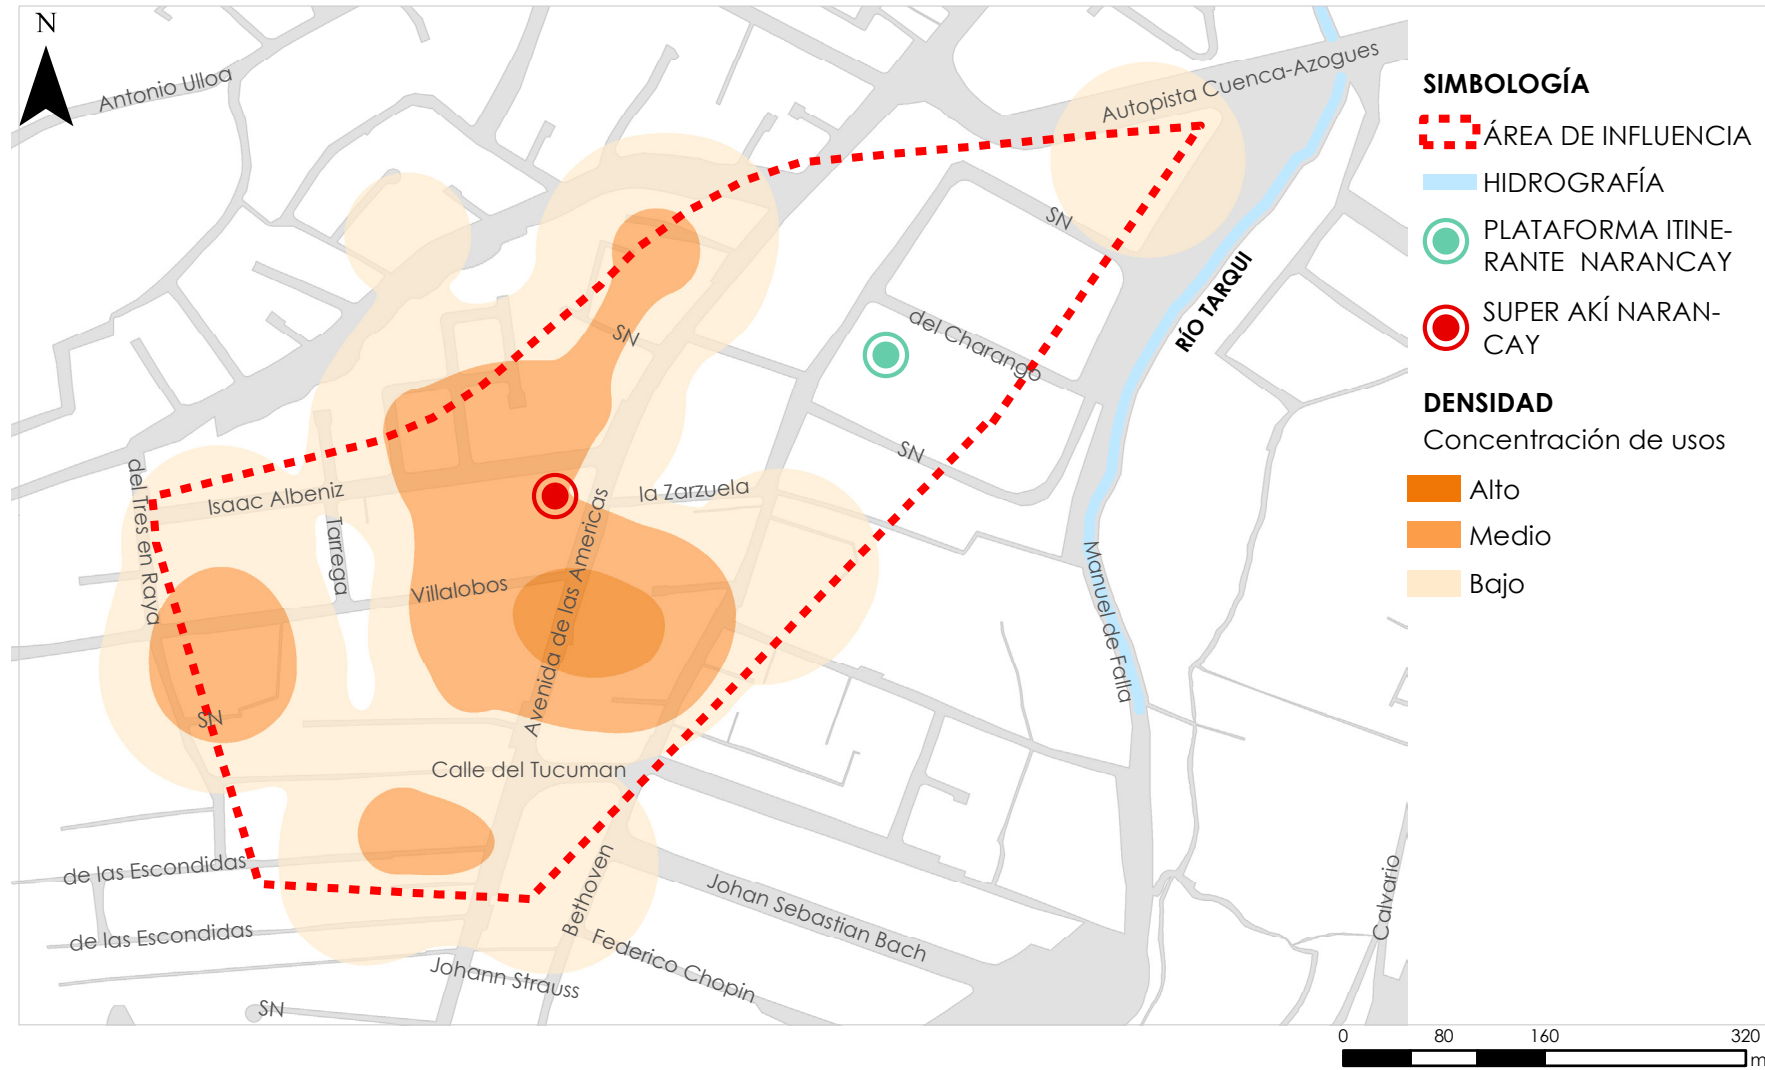 N
Antonio Ulloa
Autopista Cuenca-Azogues
SN
RÍO TARQUI
del Charango
SN
SN
la Zarzuela
Isaac Albeniz
del Tres en Raya
Tarrega
Villalobos
Avenida de las Americas
Manuel de Falla
SN
Calle del Tucuman
de las Escondidas
Bethoven
Johan Sebastian Bach
Calvario
de las Escondidas
Federico Chopin
Johann Strauss
SN
SIMBOLOGÍA
ÁREA DE INFLUENCIA
HIDROGRAFÍA
PLATAFORMA ITINE-
RANTE NARANCAY
SUPER AKÍ NARAN-
CAY
DENSIDAD
Concentración de usos
Alto
Medio
Bajo
0 80 160 320
m